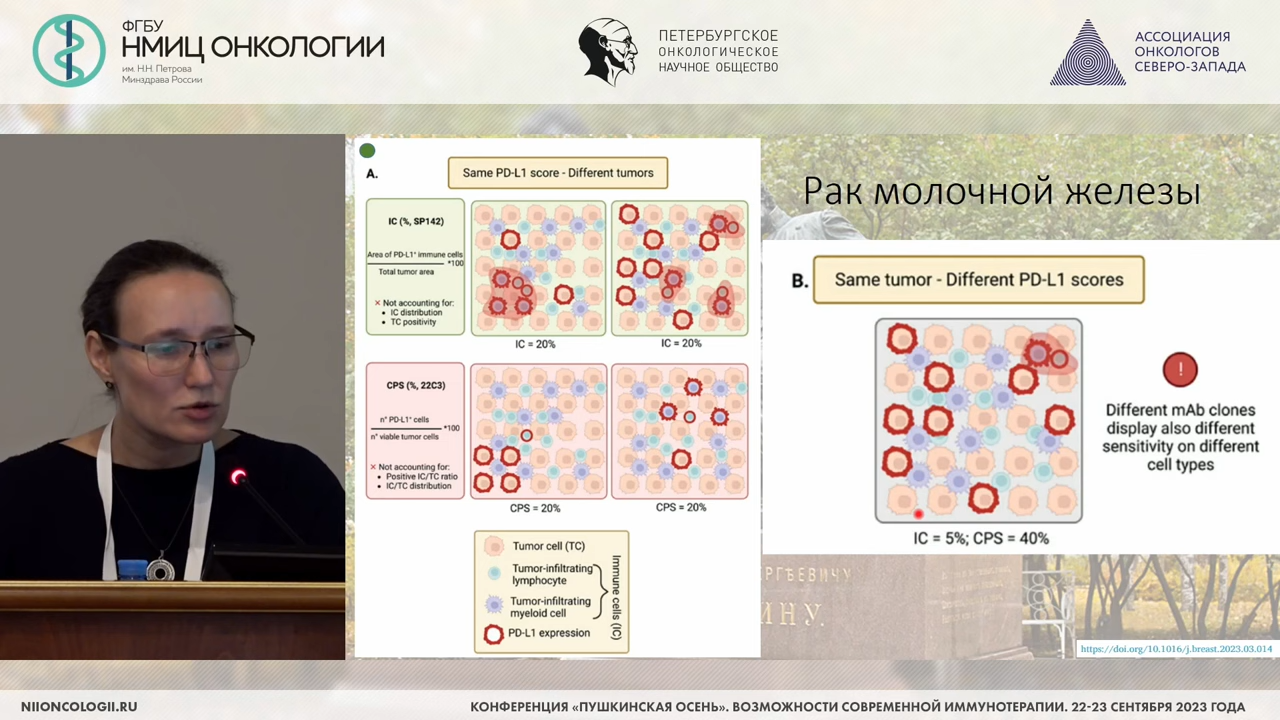 ФГБУ
НМИЦ ОНКОЛОГИИ
им. Н.Н. Петрова
Минздрава России
ПЕТЕРБУРГСКОЕ
ОНКОЛОГИЧЕСКОЕ
НАУЧНОЕ ОБЩЕСТВО
АССОЦИАЦИЯ
ОНКОЛОГОВ
СЕВЕРО-ЗАПАДА
A.
Same PD-L1 score - Different tumors
IC (%, SP142)
Area of PD-L1⁺ immune cells
*100
Total tumor area
× Not accounting for:
• IC distribution
• TC positivity
IC = 20%
IC = 20%
CPS (%, 22C3)
n° PD-L1⁺ cells
*100
n° viable tumor cells
× Not accounting for:
• Positive IC/TC ratio
• IC/TC distribution
CPS = 20%
CPS = 20%
Tumor cell (TC)
Tumor-infiltrating
lymphocyte
Tumor-infiltrating
myeloid cell
PD-L1 expression
Immune cells (IC)
Рак молочной железы
B.
Same tumor - Different PD-L1 scores
!
Different mAb clones
display also different
sensitivity on different
cell types
IC = 5%; CPS = 40%
ИНУ.
https://doi.org/10.1016/j.breast.2023.03.014
NIIONCOLOGII.RU
КОНФЕРЕНЦИЯ «ПУШКИНСКАЯ ОСЕНЬ». ВОЗМОЖНОСТИ СОВРЕМЕННОЙ ИММУНОТЕРАПИИ. 22-23 СЕНТЯБРЯ 2023 ГОДА